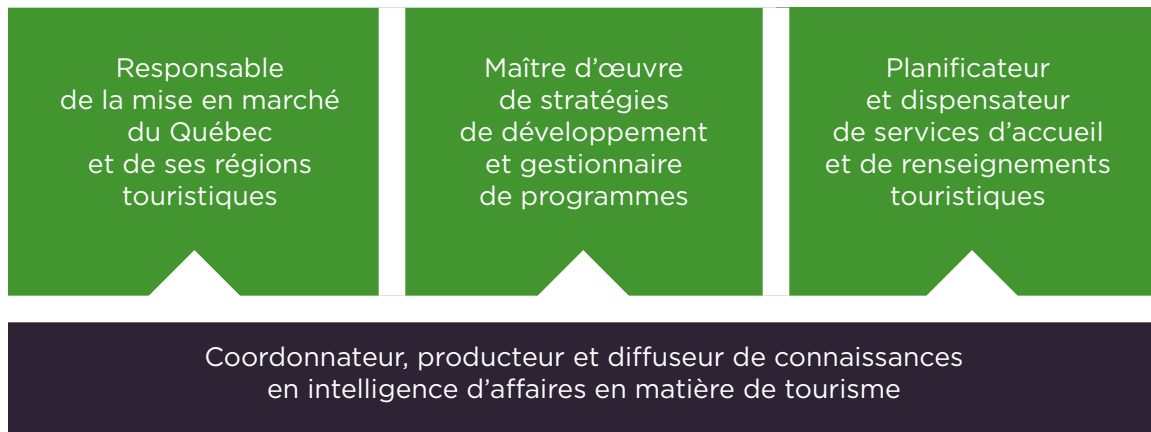 Responsable
de la mise en marché
du Québec
et de ses régions
touristiques
Maître d’œuvre
de stratégies
de développement
et gestionnaire
de programmes
Planificateur
et dispensateur
de services d’accueil
et de renseignements
touristiques
Coordonnateur, producteur et diffuseur de connaissances
en intelligence d’affaires en matière de tourisme